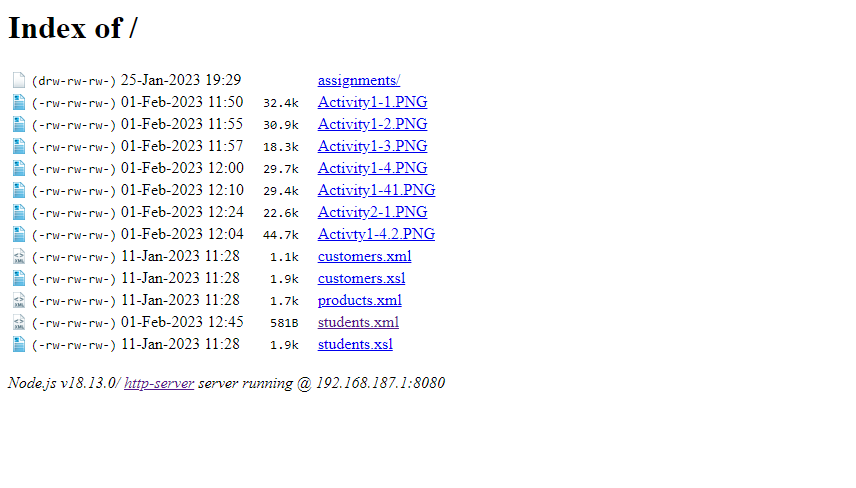 Index of /
(drw-rw-rw-) 25-Jan-2023 19:29 assignments/
(-rw-rw-rw-) 01-Feb-2023 11:50 32.4k Activity1-1.PNG
(-rw-rw-rw-) 01-Feb-2023 11:55 30.9k Activity1-2.PNG
(-rw-rw-rw-) 01-Feb-2023 11:57 18.3k Activity1-3.PNG
(-rw-rw-rw-) 01-Feb-2023 12:00 29.7k Activity1-4.PNG
(-rw-rw-rw-) 01-Feb-2023 12:10 29.4k Activity1-41.PNG
(-rw-rw-rw-) 01-Feb-2023 12:24 22.6k Activity2-1.PNG
(-rw-rw-rw-) 01-Feb-2023 12:04 44.7k Activty1-4.2.PNG
(-rw-rw-rw-) 11-Jan-2023 11:28 1.1k customers.xml
(-rw-rw-rw-) 11-Jan-2023 11:28 1.9k customers.xsl
(-rw-rw-rw-) 11-Jan-2023 11:28 1.7k products.xml
(-rw-rw-rw-) 01-Feb-2023 12:45 581B students.xml
(-rw-rw-rw-) 11-Jan-2023 11:28 1.9k students.xsl
Node.js v18.13.0/ http-server server running @ 192.168.187.1:8080